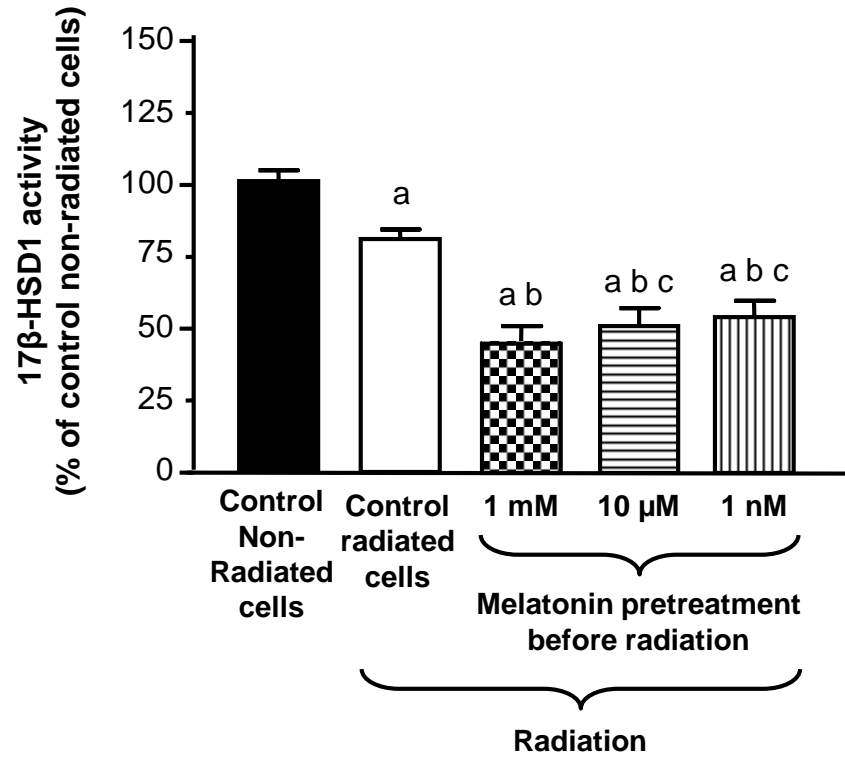 17β-HSD1 activity
(% of control non-radiated cells)
150
125
100
75
50
25
0
a
a b
a b c
a b c
Control
Non-
Radiated
cells
Control
radiated
cells
1 mM
10 µM
1 nM
Melatonin pretreatment
before radiation
Radiation